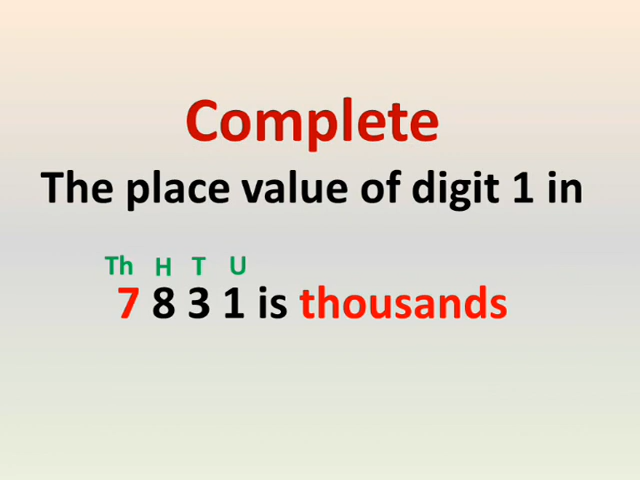 Complete
The place value of digit 1 in
Th H T U
7 8 3 1 is thousands